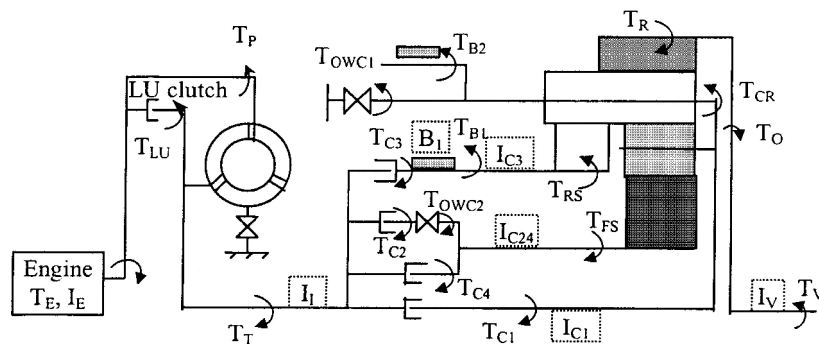 T_P
T_OWC1
T_B2
T_R
LU clutch
T_LU
T_C3
B_1
T_B1
I_C3
T_RS
T_CR
T_O
T_C2
T_OWC2
I_C24
T_FS
T_C4
Engine
T_E, I_E
T_T
I_I
T_C1
I_C1
I_V
T_V